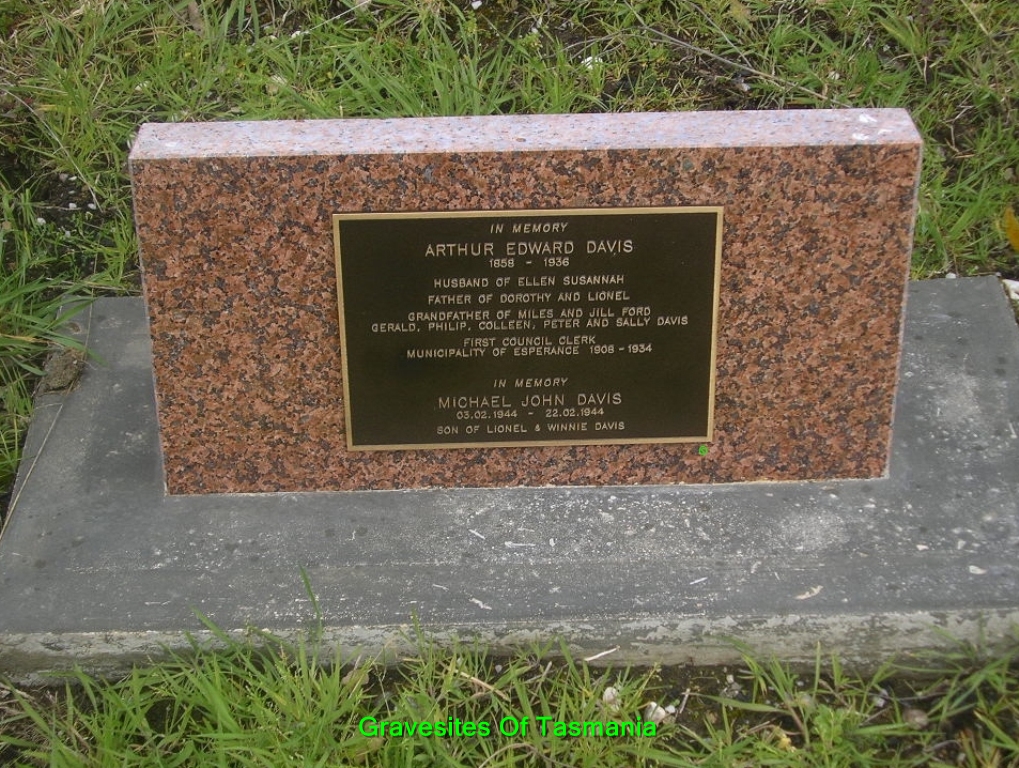 IN MEMORY
ARTHUR EDWARD DAVIS
1858 - 1936
HUSBAND OF ELLEN SUSANNAH
FATHER OF DOROTHY AND LIONEL
GRANDFATHER OF MILES AND JILL FORD
GERALD, PHILIP, COLLEEN, PETER AND SALLY DAVIS
FIRST COUNCIL CLERK
MUNICIPALITY OF ESPERANCE 1908 - 1934
IN MEMORY
MICHAEL JOHN DAVIS
03.02.1944 - 22.02.1944
SON OF LIONEL & WINNIE DAVIS
Gravesites Of Tasmania